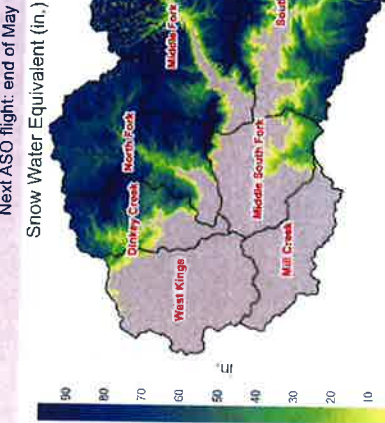 Next ASO flight: end of May
Snow Water Equivalent (in.)
Middle Fork
North Fork
Dinkey Creek
Middle South Fork
West Kings
Mill Creek
in.
90
80
70
60
50
40
30
20
10